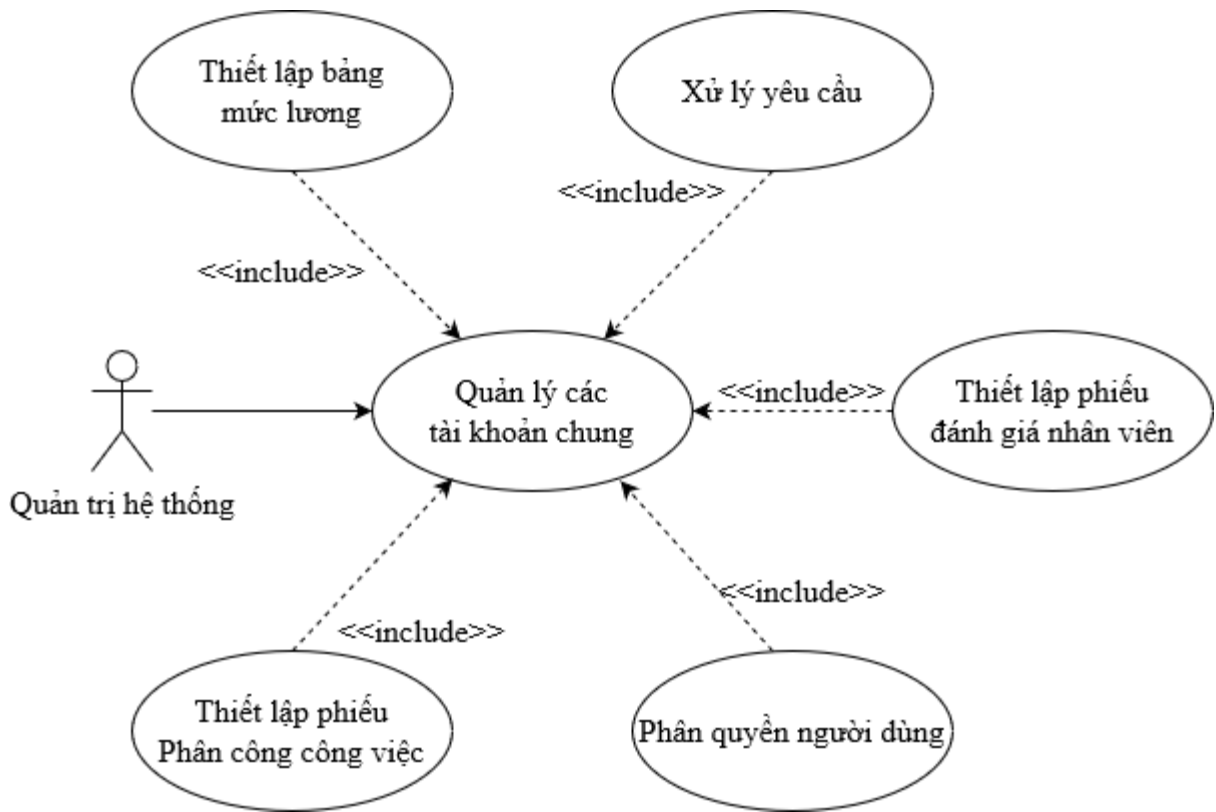 Thiết lập bảng
mức lương
Xử lý yêu cầu
<<include>>
<<include>>
Quản lý các
tài khoản chung
<<include>>
Thiết lập phiếu
đánh giá nhân viên
Quản trị hệ thống
<<include>>
<<include>>
Thiết lập phiếu
Phân công công việc
Phân quyền người dùng